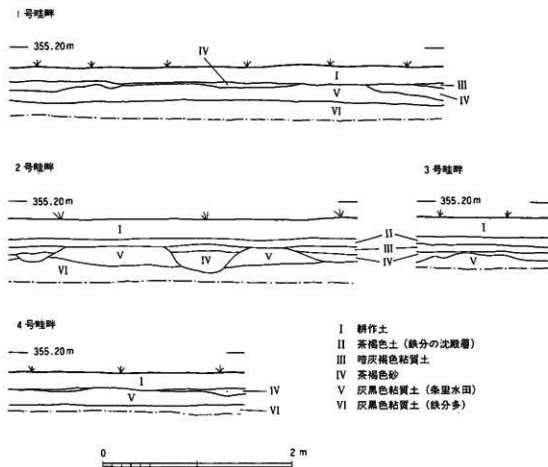 1号畦畔
355.20m
IV
I
III
V
IV
VI
2号畦畔
355.20m
I
II
III
V
IV
V
IV
VI
3号畦畔
355.20m
I
V
4号畦畔
355.20m
I
IV
V
VI
I 耕作土
II 茶褐色土（鉄分の沈殿層）
III 暗灰褐色粘質土
IV 茶褐色砂
V 灰黒色粘質土（条里水田）
VI 灰黒色粘質土（鉄分多）
0 2 m